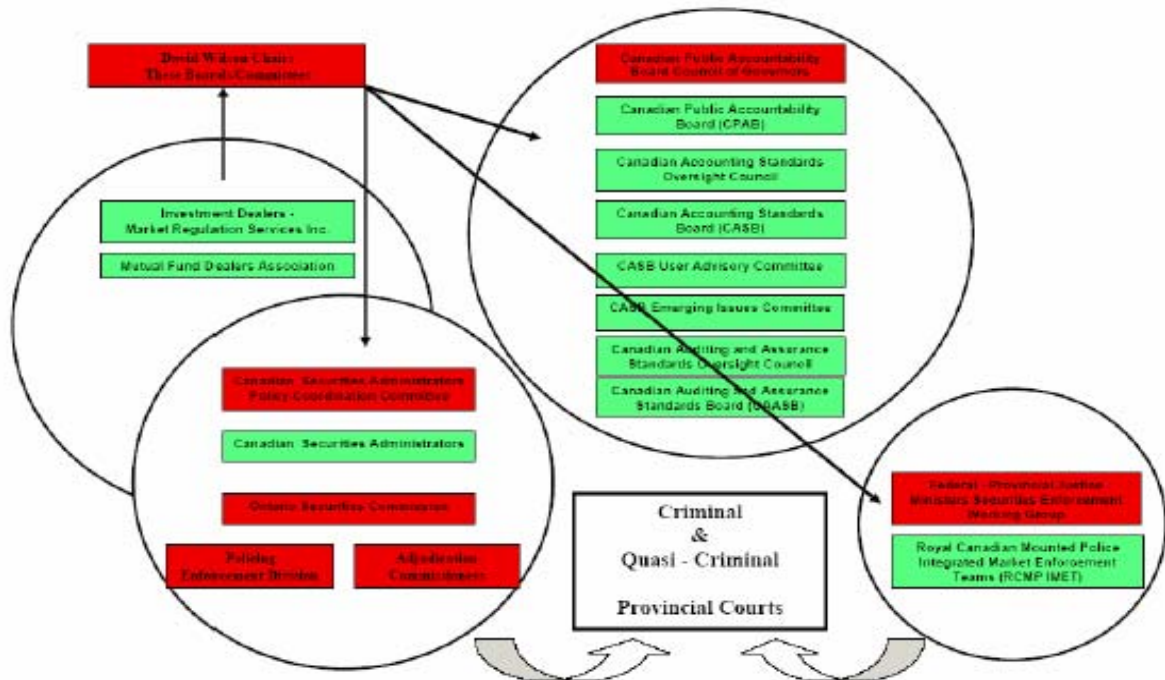 David Wilson Chairs
These Boards/Committees
Investment Dealers -
Market Regulation Services Inc.
Mutual Fund Dealers Association
Canadian Securities Administrators
Policy Coordination Committee
Canadian Securities Administrators
Ontario Securities Commission
Policing
Enforcement Division
Adjudication
Commissioners
Canadian Public Accountability
Board Council of Governors
Canadian Public Accountability
Board (CPAB)
Canadian Accounting Standards
Oversight Council
Canadian Accounting Standards
Board (CASB)
CASB User Advisory Committee
CASB Emerging Issues Committee
Canadian Auditing and Assurance
Standards Oversight Council
Canadian Auditing and Assurance
Standards Board (CAASB)
Criminal
&
Quasi - Criminal
Provincial Courts
Federal - Provincial Justice
Ministers Securities Enforcement
Working Group
Royal Canadian Mounted Police
Integrated Market Enforcement
Teams (RCMP IMET)